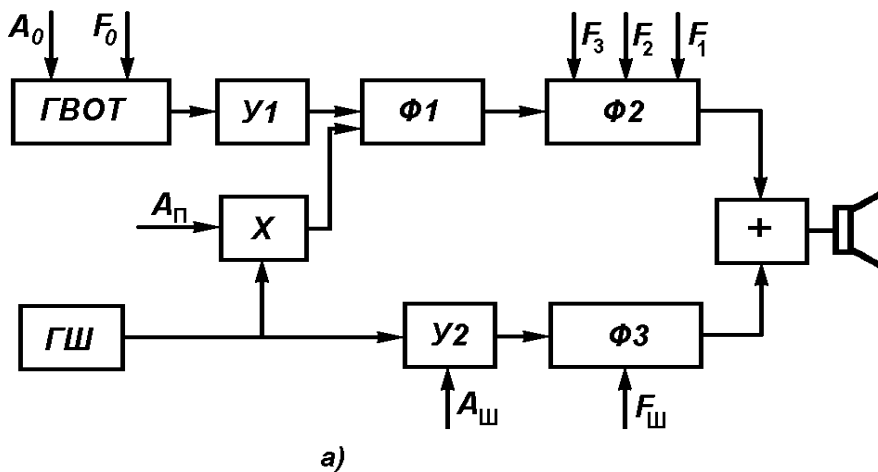 A₀ F₀ F₃ F₂ F₁
ГВОТ У1 Ф1 Ф2
Aп X +
ГШ У2 Ф3
Aш Fш
а)